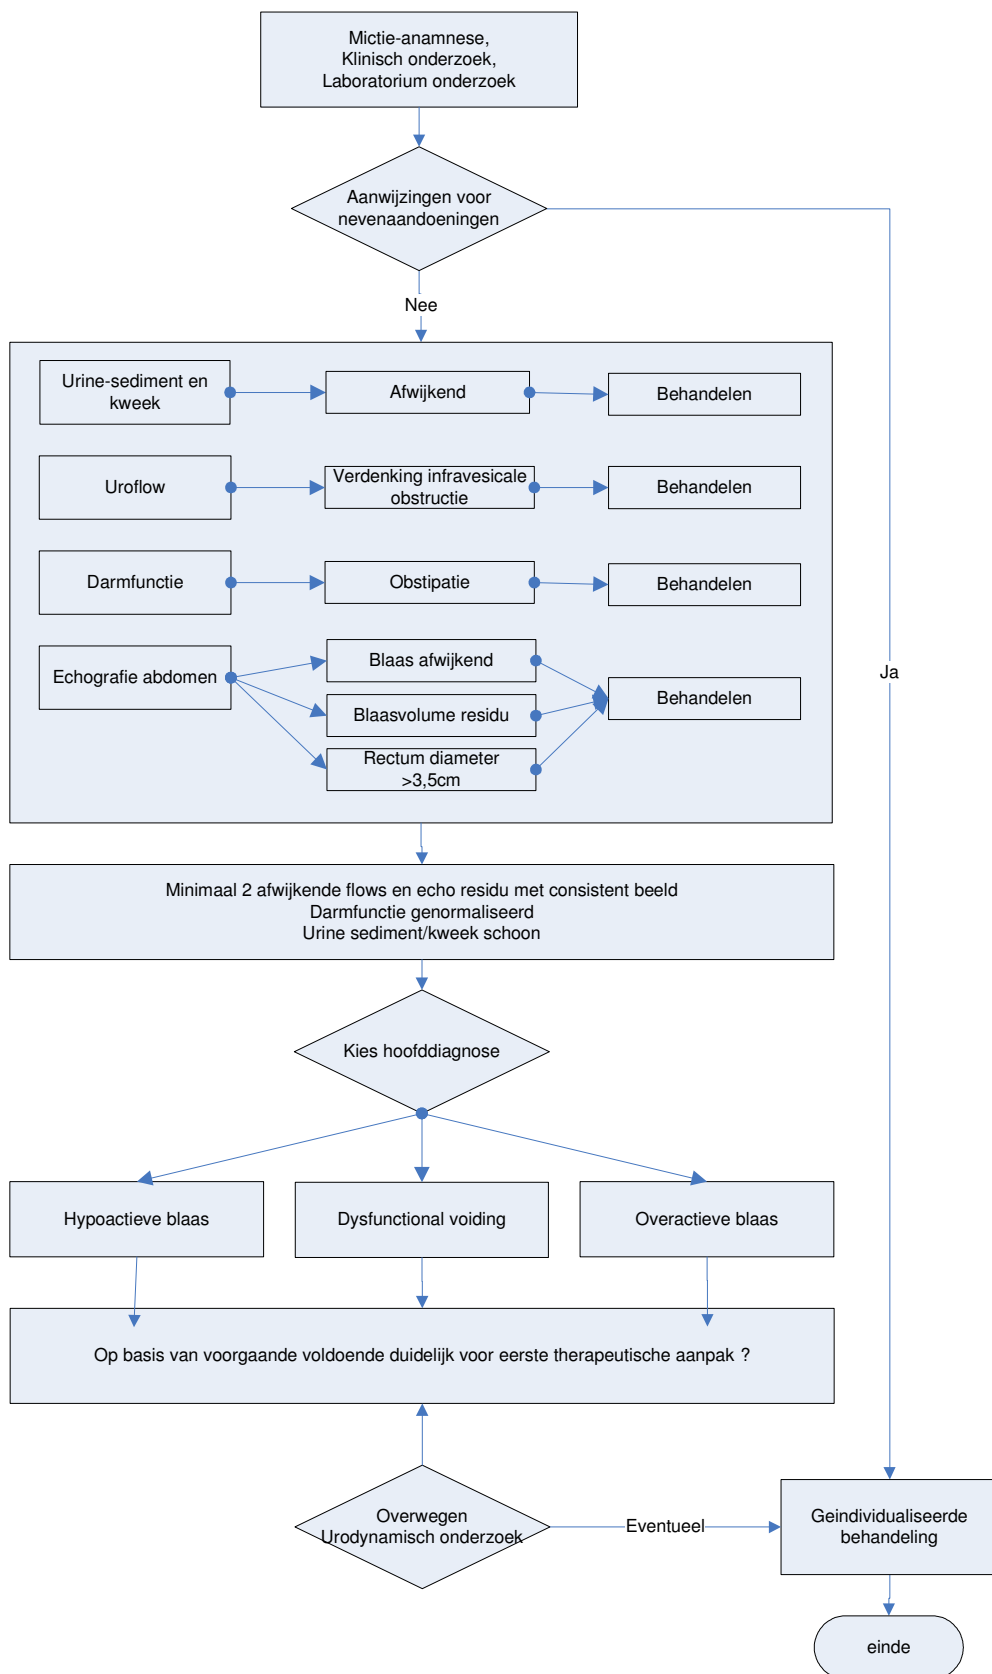 Mictie-anamnese,
Klinisch onderzoek,
Laboratorium onderzoek
Aanwijzingen voor
nevenaandoeningen
Nee
Urine-sediment en
kweek
Afwijkend
Behandelen
Uroflow
Verdenking infravesicale
obstructie
Behandelen
Darmfunctie
Obstipatie
Behandelen
Echografie abdomen
Blaas afwijkend
Blaasvolume residu
Rectum diameter
>3,5cm
Behandelen
Ja
Minimaal 2 afwijkende flows en echo residu met consistent beeld
Darmfunctie genormaliseerd
Urine sediment/kweek schoon
Kies hoofddiagnose
Hypoactieve blaas
Dysfunctional voiding
Overactieve blaas
Op basis van voorgaande voldoende duidelijk voor eerste therapeutische aanpak ?
Overwegen
Urodynamisch onderzoek
Eventueel
Geindividualiseerde
behandeling
einde